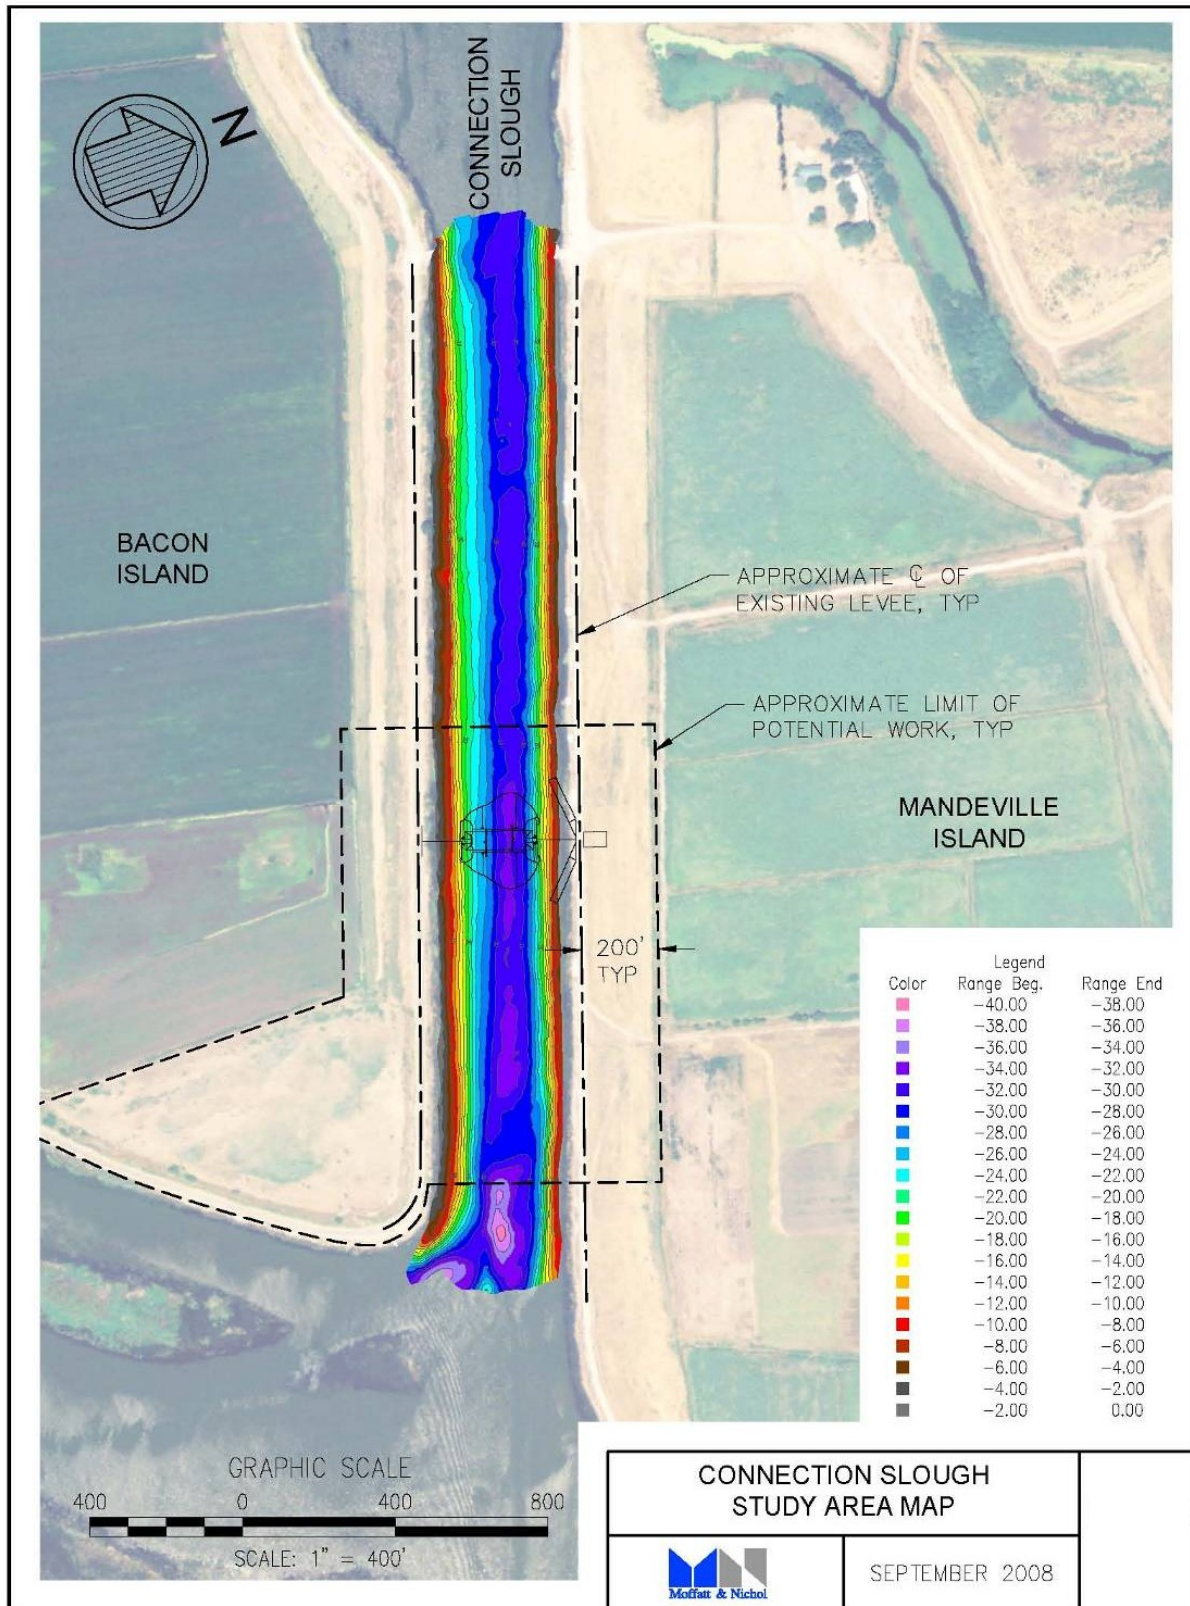 CONNECTION
SLOUGH
N
BACON
ISLAND
APPROXIMATE ℄ OF
EXISTING LEVEE, TYP
APPROXIMATE LIMIT OF
POTENTIAL WORK, TYP
MANDEVILLE
ISLAND
200'
TYP
Legend
Color Range Beg. Range End
-40.00 -38.00
-38.00 -36.00
-36.00 -34.00
-34.00 -32.00
-32.00 -30.00
-30.00 -28.00
-28.00 -26.00
-26.00 -24.00
-24.00 -22.00
-22.00 -20.00
-20.00 -18.00
-18.00 -16.00
-16.00 -14.00
-14.00 -12.00
-12.00 -10.00
-10.00 -8.00
-8.00 -6.00
-6.00 -4.00
-4.00 -2.00
-2.00 0.00
GRAPHIC SCALE
400 0 400 800
SCALE: 1" = 400'
CONNECTION SLOUGH
STUDY AREA MAP
Moffatt & Nichol
SEPTEMBER 2008